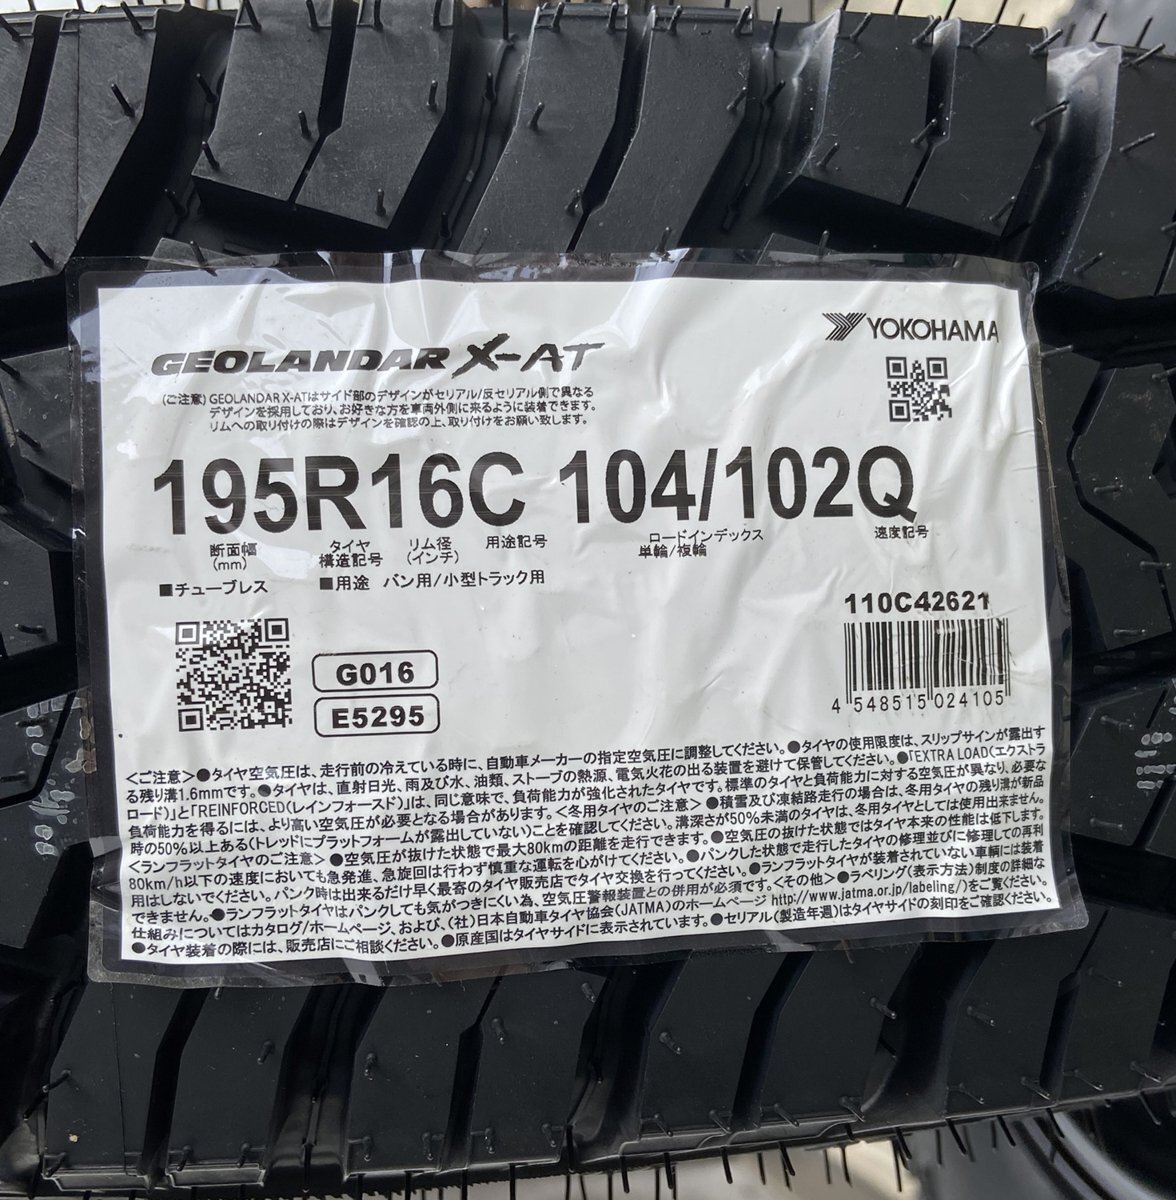 GEOLANDAR X-AT
YOKOHAMA
(ご注意) GEOLANDAR X-ATはサイド部のデザインがセリアル/反セリアル側で異なる
デザインを採用しており、お好きな方を車両外側に来るように装着できます。
リムへの取り付けの際はデザインを確認の上、取り付けをお願い致します。
195R16C 104/102Q
断面幅 タイヤ リム径 用途記号 ロードインデックス 速度記号
(mm) 構造記号 (インチ) 単輪/複輪
■チューブレス ■用途 バン用/小型トラック用
110C42621
G016
E5295
4 548515 024105
<ご注意>●タイヤ空気圧は、走行前の冷えている時に、自動車メーカーの指定空気圧に調整してください。●タイヤの使用限度は、スリップサインが露出す
る残り溝1.6mmです。●タイヤは、直射日光、雨及び水、油類、ストーブの熱源、電気火花の出る装置を避けて保管してください。●「EXTRA LOAD(エクストラ
ロード)」と「REINFORCED(レインフォースド)」は、同じ意味で、負荷能力が強化されたタイヤです。標準のタイヤと負荷能力に対する空気圧が異なり、必要な
負荷能力を得るには、より高い空気圧が必要となる場合があります。<冬用タイヤのご注意>●積雪及び凍結路走行の場合は、冬用タイヤの残り溝が新品
時の50%以上ある(トレッドにプラットフォームが露出していない)ことを確認してください。溝深さが50%未満のタイヤは、冬用タイヤとしては使用出来ません。
<ランフラットタイヤのご注意>●空気圧が抜けた状態で最大80kmの距離を走行できます。●空気圧の抜けた状態ではタイヤ本来の性能は低下します。
80km/h以下の速度においても急発進、急旋回は行わず慎重な運転を心がけてください。●パンクした状態で走行したタイヤの修理並びに修理しての再利
用はしないでください。パンク時は出来るだけ早く最寄のタイヤ販売店でタイヤ交換を行ってください。●ランフラットタイヤが装着されていない車輌には装着
できません。●ランフラットタイヤはパンクしても気がつきにくい為、空気圧警報装置との併用が必須です。<その他>●ラベリング(表示方法)制度の詳細な
仕組みについてはカタログ/ホームページ、および、(社)日本自動車タイヤ協会(JATMA)のホームページ http://www.jatma.or.jp/labeling/)をご覧ください。
●タイヤ装着の際には、販売店にご相談ください。●原産国はタイヤサイドに表示されています。●セリアル(製造年週)はタイヤサイドの刻印をご確認ください。